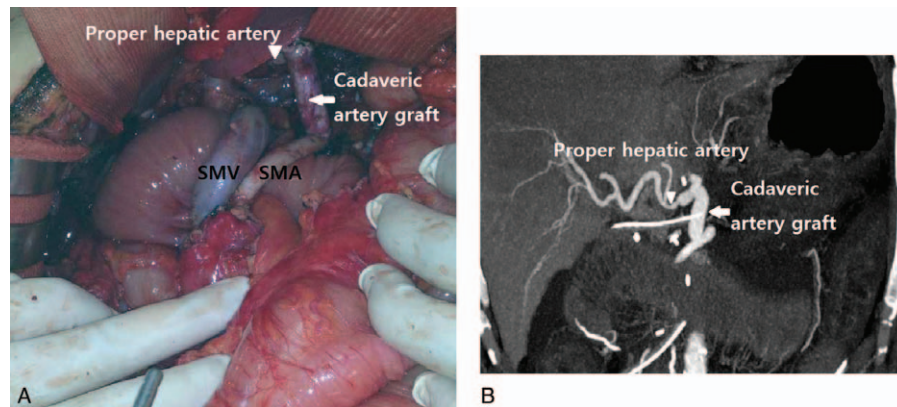 Proper hepatic artery
Cadaveric
artery graft
SMV
SMA
A
Proper hepatic artery
Cadaveric
artery graft
B